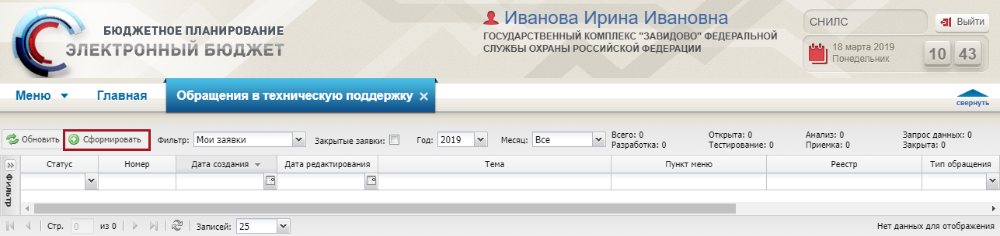 БЮДЖЕТНОЕ ПЛАНИРОВАНИЕ
ЭЛЕКТРОННЫЙ БЮДЖЕТ
Иванова Ирина Ивановна
ГОСУДАРСТВЕННЫЙ КОМПЛЕКС "ЗАВИДОВО" ФЕДЕРАЛЬНОЙ
СЛУЖБЫ ОХРАНЫ РОССИЙСКОЙ ФЕДЕРАЦИИ
СНИЛС
Выйти
18 марта 2019
Понедельник
10 43
Меню Главная Обращения в техническую поддержку
свернуть
Обновить Сформировать Фильтр: Мои заявки Закрытые заявки: Год: 2019 Месяц: Все
Всего: 0 Открыта: 0 Анализ: 0 Запрос данных: 0
Разработка: 0 Тестирование: 0 Приемка: 0 Закрыта: 0
Фильтр
Статус Номер Дата создания Дата редактирования Тема Пункт меню Реестр Тип обращения
Стр. 0 из 0 Записей: 25 Нет данных для отображения